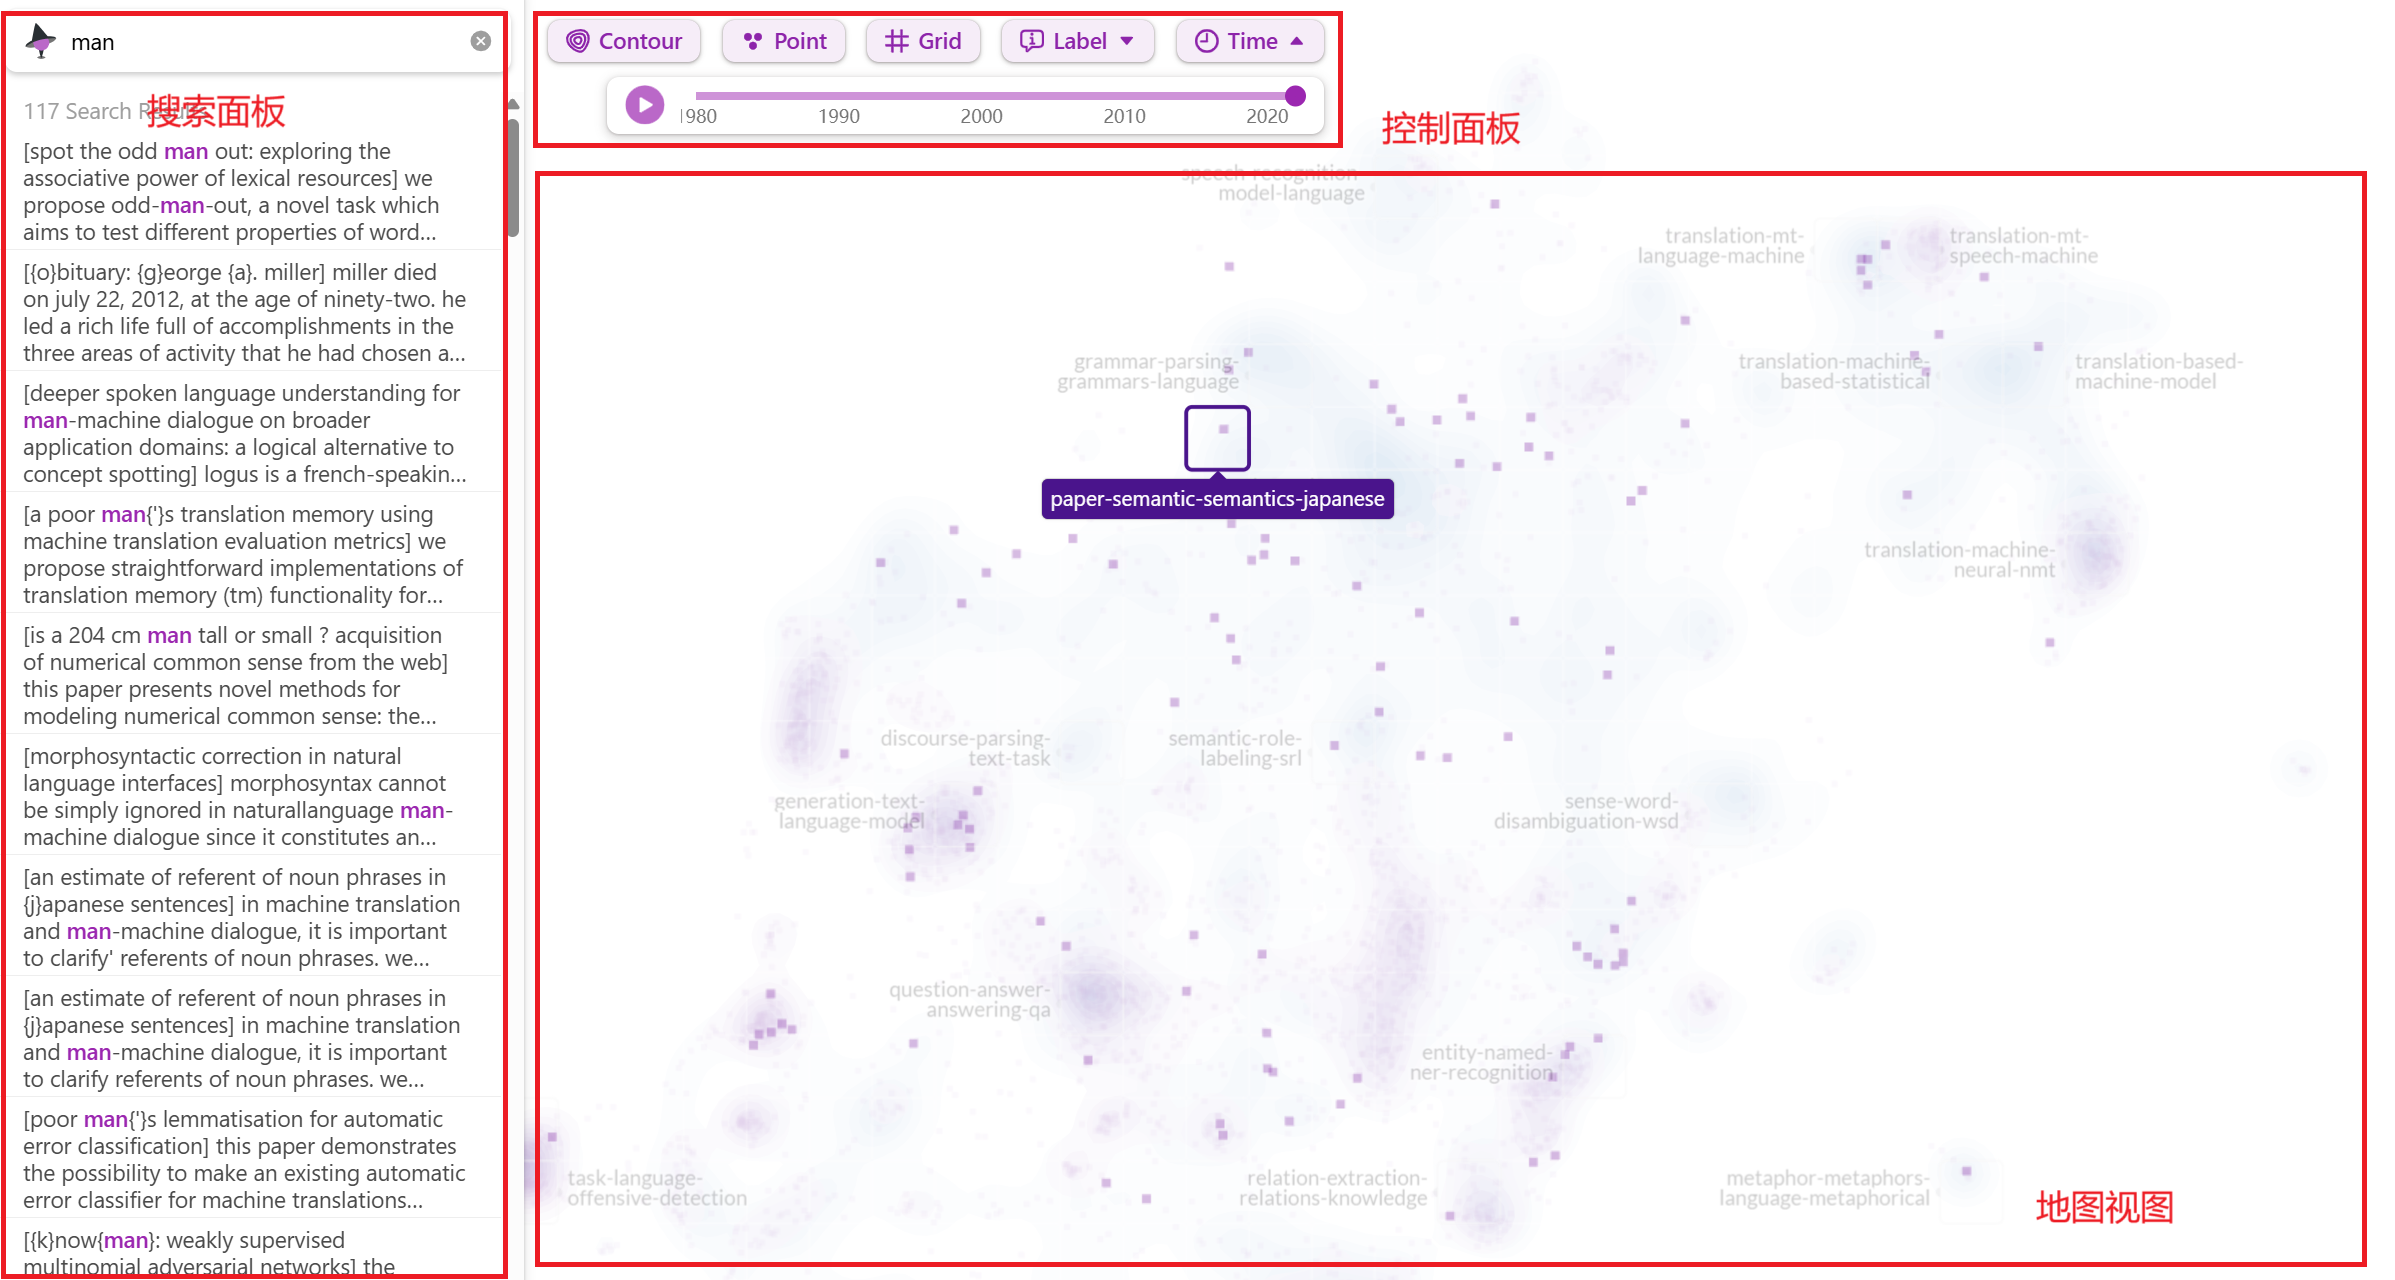 man
117 Search Results
搜索面板
[spot the odd man out: exploring the
associative power of lexical resources] we
propose odd-man-out, a novel task which
aims to test different properties of word...
[{o}bituary: {g}eorge {a}. miller] miller died
on july 22, 2012, at the age of ninety-two. he
led a rich life full of accomplishments in the
three areas of activity that he had chosen a...
[deeper spoken language understanding for
man-machine dialogue on broader
application domains: a logical alternative to
concept spotting] logus is a french-speakin...
[a poor man{'}s translation memory using
machine translation evaluation metrics] we
propose straightforward implementations of
translation memory (tm) functionality for...
[is a 204 cm man tall or small ? acquisition
of numerical common sense from the web]
this paper presents novel methods for
modeling numerical common sense: the...
[morphosyntactic correction in natural
language interfaces] morphosyntax cannot
be simply ignored in naturallanguage man-
machine dialogue since it constitutes an...
[an estimate of referent of noun phrases in
{j}apanese sentences] in machine translation
and man-machine dialogue, it is important
to clarify' referents of noun phrases. we...
[an estimate of referent of noun phrases in
{j}apanese sentences] in machine translation
and man-machine dialogue, it is important
to clarify referents of noun phrases. we...
[poor man{'}s lemmatisation for automatic
error classification] this paper demonstrates
the possibility to make an existing automatic
error classifier for machine translations...
[{k}now{man}: weakly supervised
multinomial adversarial networks] the
Contour
Point
Grid
Label
Time
1980 1990 2000 2010 2020
控制面板
speech-recognition-
model-language
translation-mt-
language-machine
translation-mt-
speech-machine
grammar-parsing-
grammars-language
translation-machine-
based-statistical
translation-based-
machine-model
paper-semantic-semantics-japanese
translation-machine-
neural-nmt
discourse-parsing-
text-task
semantic-role-
labeling-srl
generation-text-
language-model
sense-word-
disambiguation-wsd
question-answer-
answering-qa
entity-named-
ner-recognition
task-language-
offensive-detection
relation-extraction-
relations-knowledge
metaphor-metaphors-
language-metaphorical
地图视图